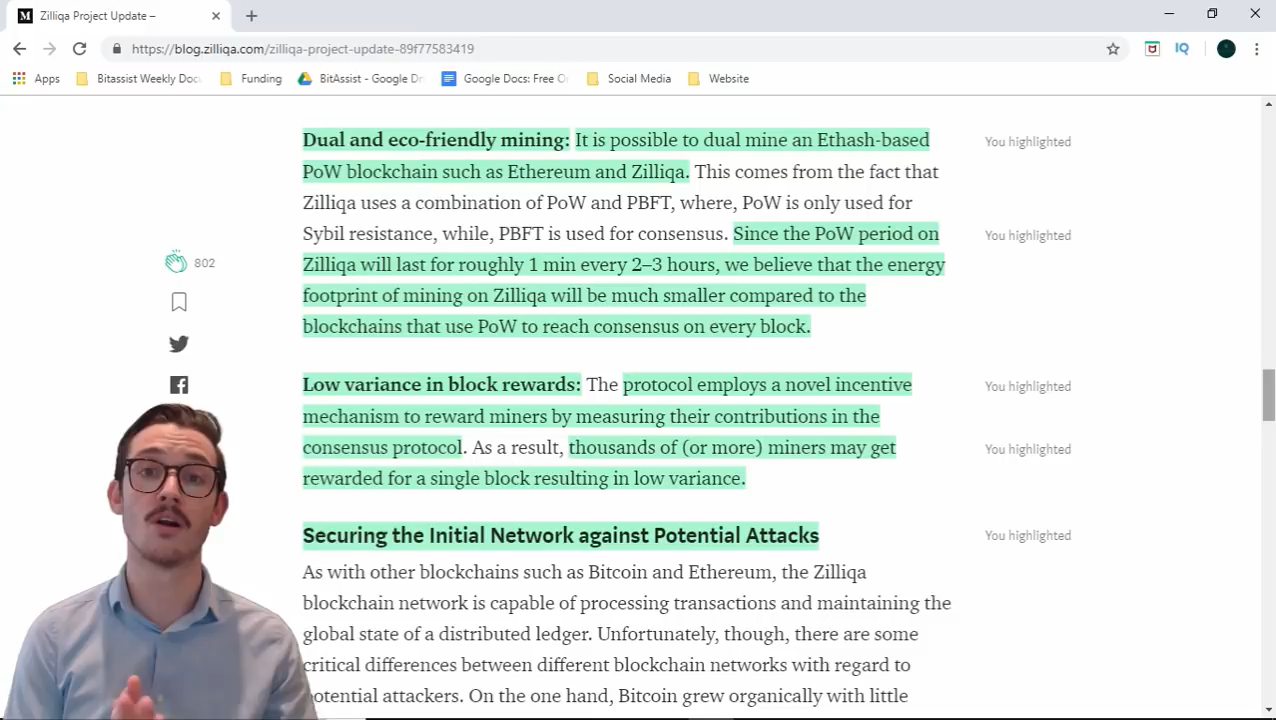 M Zilliqa Project Update –
https://blog.zilliqa.com/zilliqa-project-update-89f77583419
IQ
Apps Bitassist Weekly Doc Funding BitAssist - Google Dr Google Docs: Free O Social Media Website
Dual and eco-friendly mining: It is possible to dual mine an Ethash-based
You highlighted
PoW blockchain such as Ethereum and Zilliqa. This comes from the fact that
Zilliqa uses a combination of PoW and PBFT, where, PoW is only used for
Sybil resistance, while, PBFT is used for consensus. Since the PoW period on
You highlighted
Zilliqa will last for roughly 1 min every 2–3 hours, we believe that the energy
802
footprint of mining on Zilliqa will be much smaller compared to the
blockchains that use PoW to reach consensus on every block.
Low variance in block rewards: The protocol employs a novel incentive
You highlighted
mechanism to reward miners by measuring their contributions in the
consensus protocol. As a result, thousands of (or more) miners may get
You highlighted
rewarded for a single block resulting in low variance.
Securing the Initial Network against Potential Attacks
You highlighted
As with other blockchains such as Bitcoin and Ethereum, the Zilliqa
blockchain network is capable of processing transactions and maintaining the
global state of a distributed ledger. Unfortunately, though, there are some
critical differences between different blockchain networks with regard to
potential attackers. On the one hand, Bitcoin grew organically with little